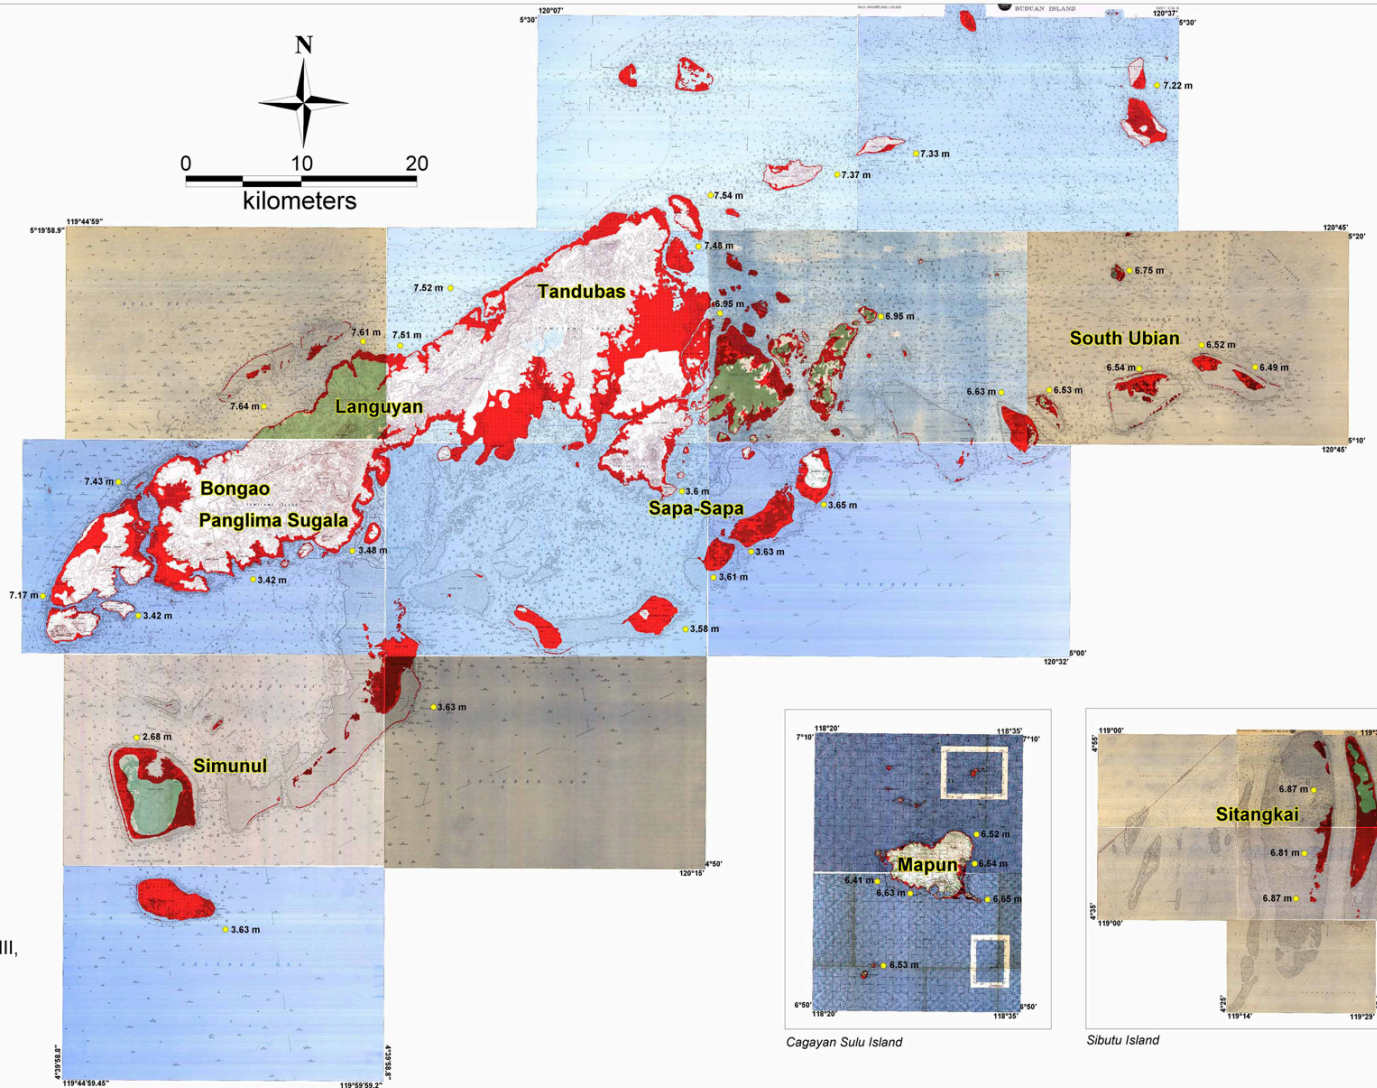 BUBUAN ISLAND
120°07'
120°37'
5°30'
5°30'
N
0 10 20
kilometers
7.22 m
7.33 m
7.37 m
7.54 m
119°44'59"
5°19'58.9"
120°45'
5°20'
7.48 m
6.75 m
7.52 m
Tandubas
6.95 m
6.95 m
7.61 m
7.51 m
South Ubian
6.52 m
6.54 m
6.49 m
7.64 m
Languyan
6.63 m
6.53 m
5°10'
120°45'
7.43 m
Bongao
3.6 m
Panglima Sugala
Sapa-Sapa
3.65 m
3.48 m
3.63 m
3.42 m
3.61 m
7.17 m
3.42 m
3.58 m
5°00'
120°32'
3.63 m
2.68 m
Simunul
4°50'
120°15'
3.63 m
III,
4°39'58.8"
4°39'58.8"
119°44'59.45"
119°59'59.2"
118°20'
118°35'
7°10'
7°10'
6.52 m
Mapun
6.54 m
6.41 m
6.63 m
6.65 m
6.53 m
6°50'
6°50'
118°20'
118°35'
Cagayan Sulu Island
119°00'
4°55'
6.87 m
Sitangkai
6.81 m
6.87 m
4°35'
119°00'
4°25'
119°14'
119°29'
Sibutu Island